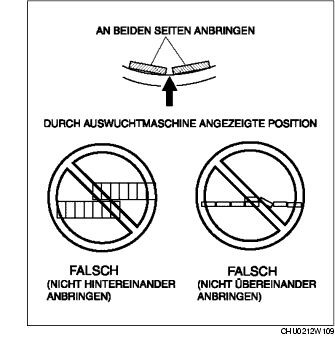 AN BEIDEN SEITEN ANBRINGEN
DURCH AUSWUCHTMASCHINE ANGEZEIGTE POSITION
FALSCH
(NICHT HINTEREINANDER
ANBRINGEN)
FALSCH
(NICHT ÜBEREINANDER
ANBRINGEN)
CHU0212W109